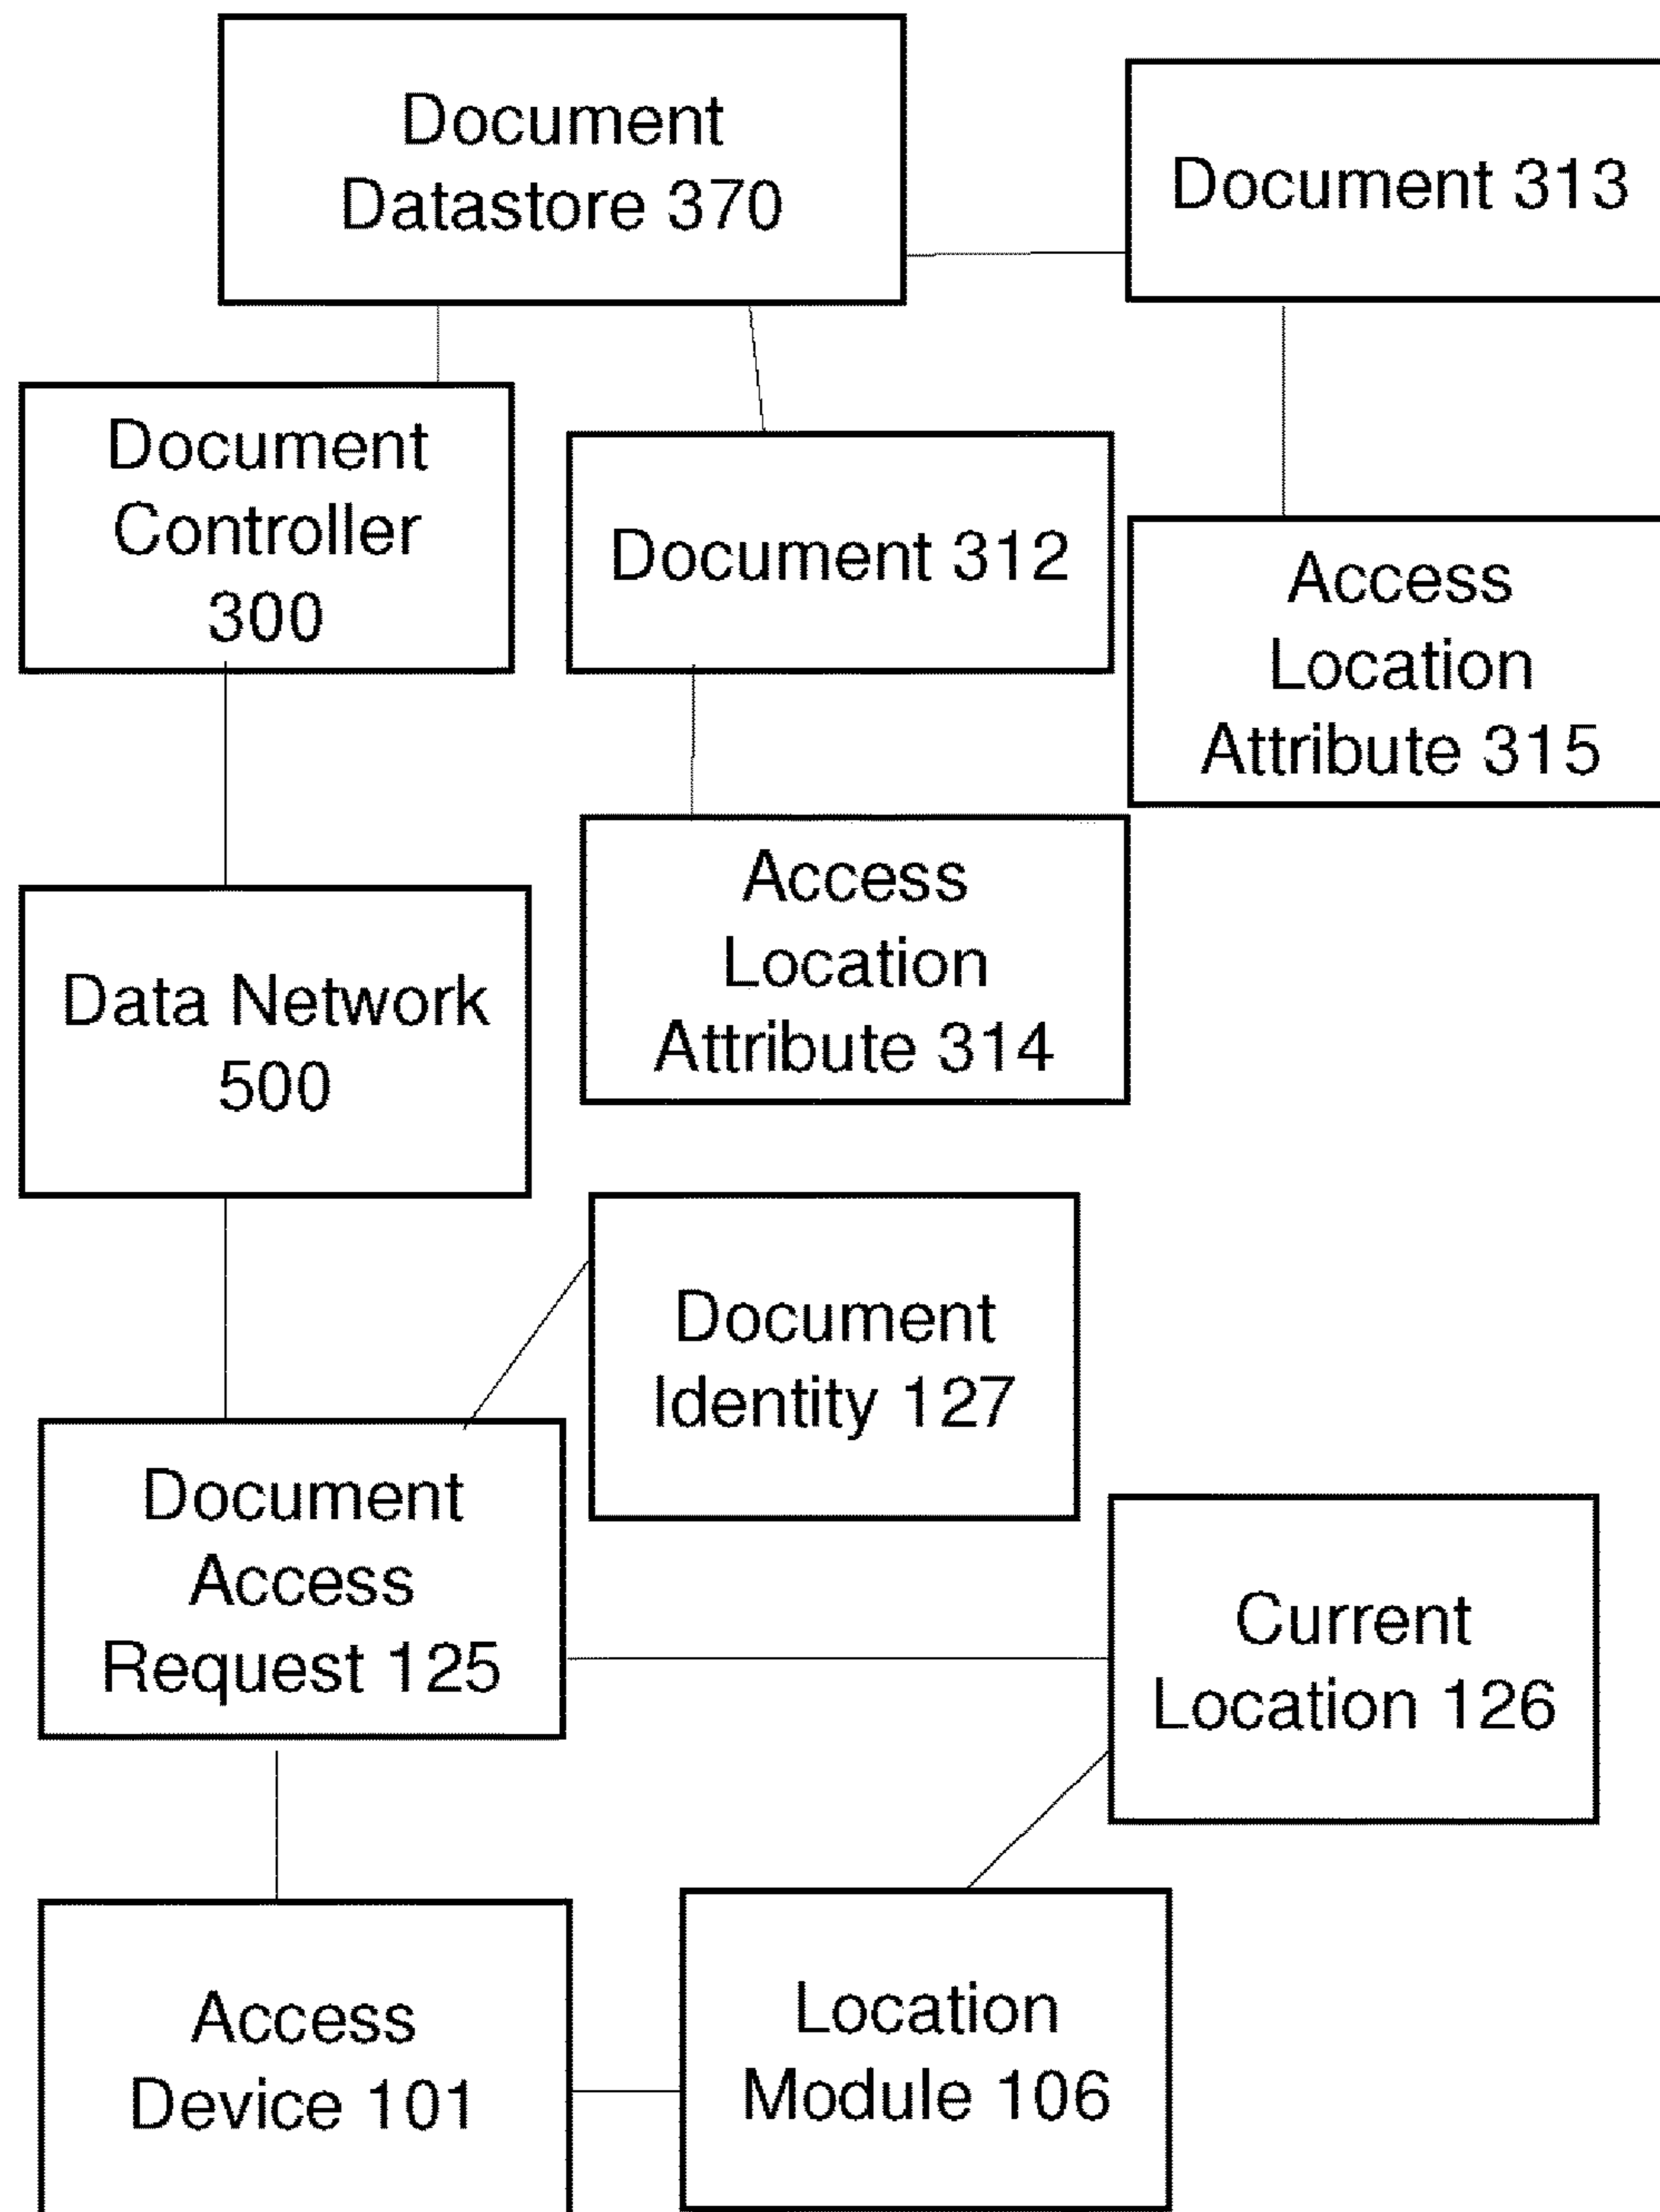 Document
Datastore 370
Document 313
Document
Controller
300
Document 312
Access
Location
Attribute 315
Access
Location
Attribute 314
Data Network
500
Document
Identity 127
Document
Access
Request 125
Current
Location 126
Access
Device 101
Location
Module 106